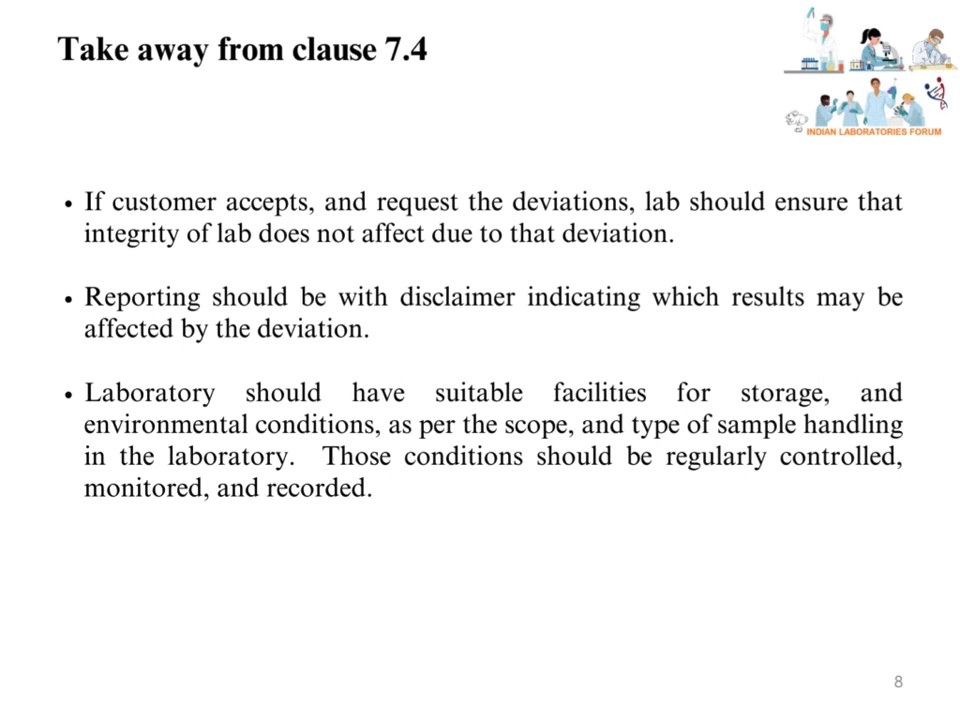 Take away from clause 7.4
INDIAN LABORATORIES FORUM
• If customer accepts, and request the deviations, lab should ensure that
integrity of lab does not affect due to that deviation.
• Reporting should be with disclaimer indicating which results may be
affected by the deviation.
• Laboratory should have suitable facilities for storage, and
environmental conditions, as per the scope, and type of sample handling
in the laboratory. Those conditions should be regularly controlled,
monitored, and recorded.
8